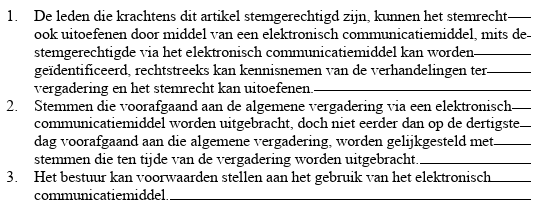 1. De leden die krachtens dit artikel stemgerechtigd zijn, kunnen het stemrecht
ook uitoefenen door middel van een elektronisch communicatiemiddel, mits de
stemgerechtigde via het elektronisch communicatiemiddel kan worden
geïdentificeerd, rechtstreeks kan kennisnemen van de verhandelingen ter
vergadering en het stemrecht kan uitoefenen.
2. Stemmen die voorafgaand aan de algemene vergadering via een elektronisch
communicatiemiddel worden uitgebracht, doch niet eerder dan op de dertigste
dag voorafgaand aan die algemene vergadering, worden gelijkgesteld met
stemmen die ten tijde van de vergadering worden uitgebracht.
3. Het bestuur kan voorwaarden stellen aan het gebruik van het elektronisch
communicatiemiddel.